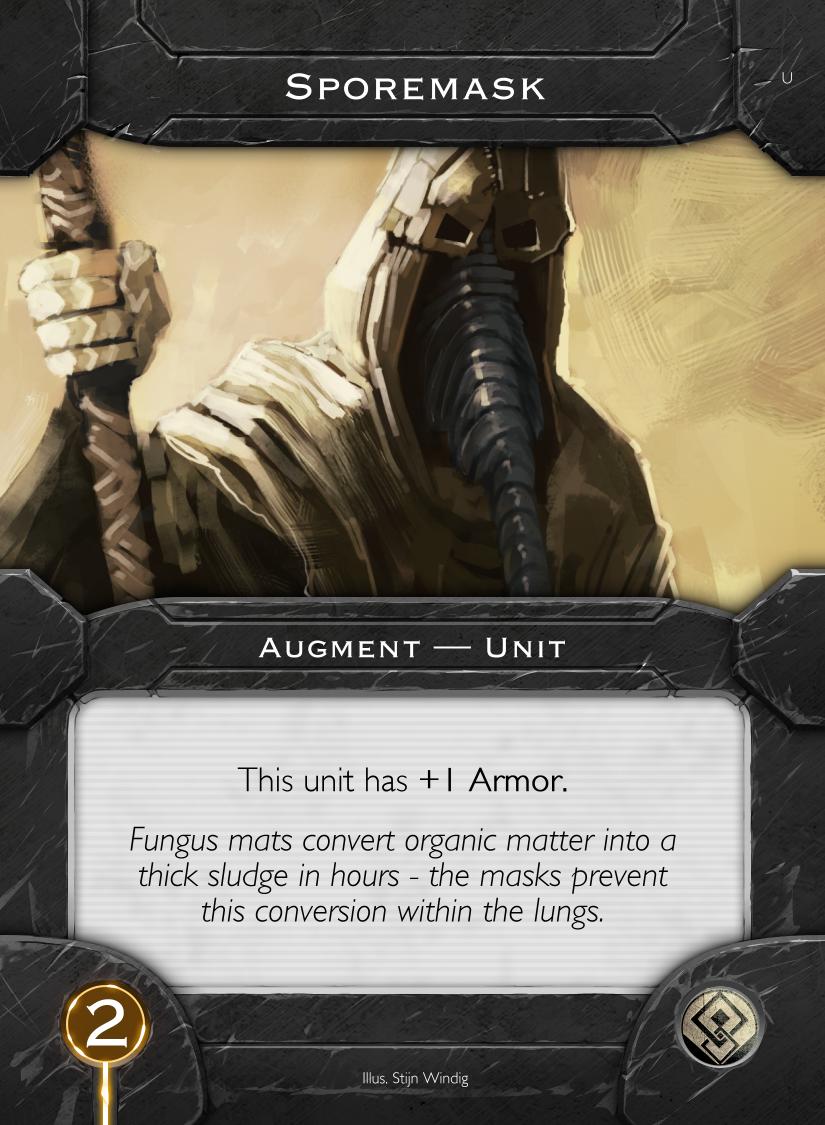 Sporemask
U
Augment — Unit
This unit has +1 Armor.
Fungus mats convert organic matter into a
thick sludge in hours - the masks prevent
this conversion within the lungs.
2
Illus. Stijn Windig